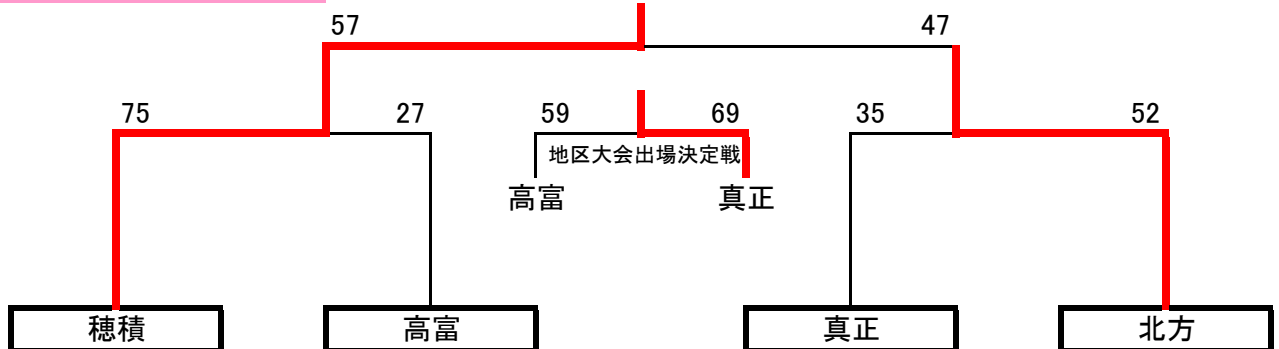 57 47
75 27 59 69 35 52
地区大会出場決定戦
高富 真正
穂積 高富 真正 北方